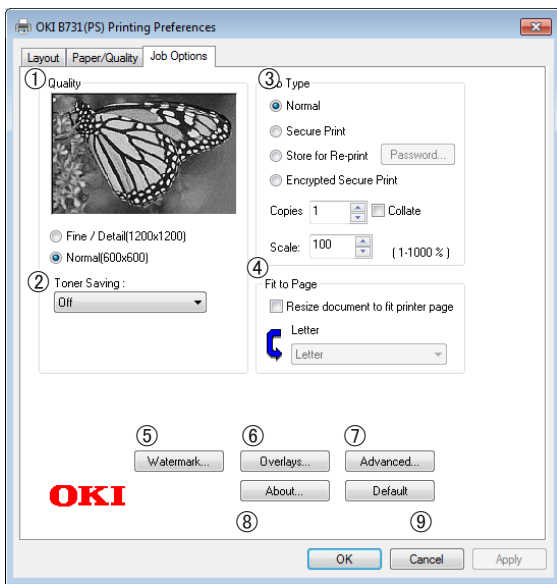 OKI B731(PS) Printing Preferences
Layout Paper/Quality Job Options
① Quality
③ Job Type
Normal
Secure Print
Store for Re-print Password...
Encrypted Secure Print
Copies 1 Collate
Scale: 100 ( 1-1000 % )
Fine / Detail(1200x1200)
Normal(600x600)
② Toner Saving :
Off
④
Fit to Page
Resize document to fit printer page
Letter
Letter
⑤ ⑥ ⑦
Watermark... Overlays... Advanced...
OKI
About... Default
⑧ ⑨
OK Cancel Apply